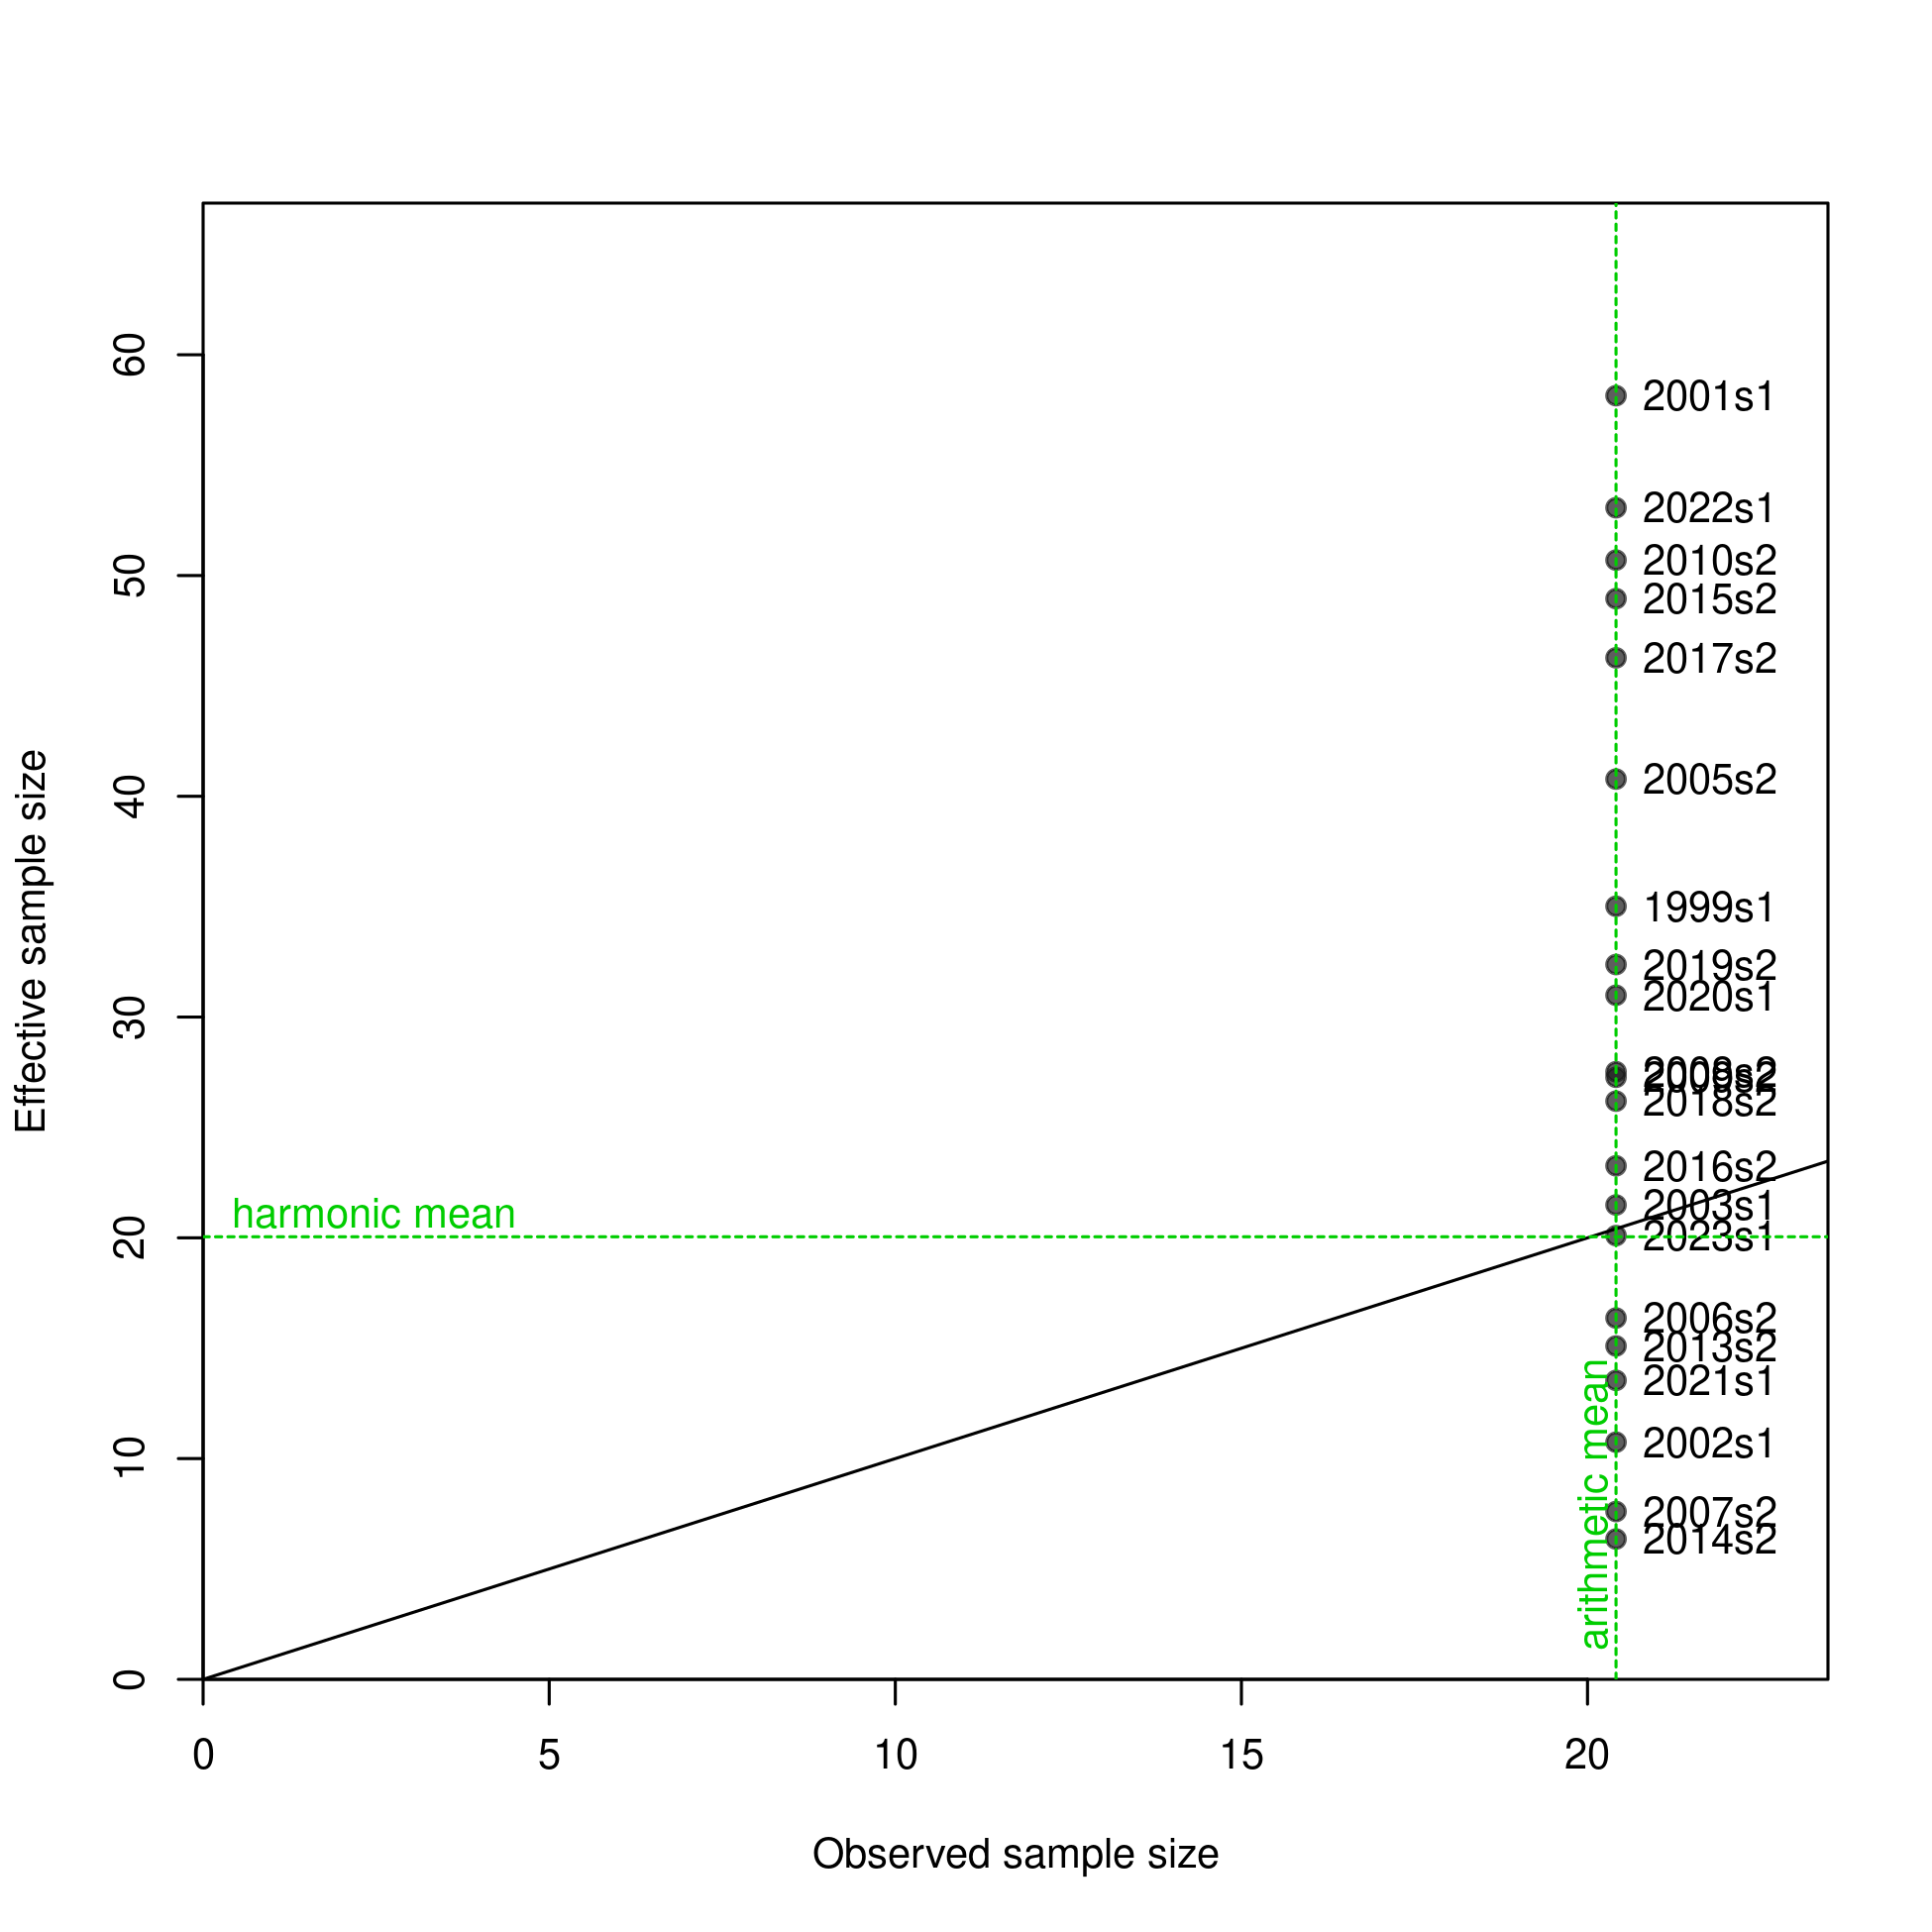 60
50
40
30
20
10
0
Effective sample size
2001s1
2022s1
2010s2
2015s2
2017s2
2005s2
1999s1
2019s2
2020s1
2018s2
2016s2
2003s1
harmonic mean
2023s1
2006s2
2013s2
2021s1
arithmetic mean
2002s1
2007s2
2014s2
0 5 10 15 20
Observed sample size